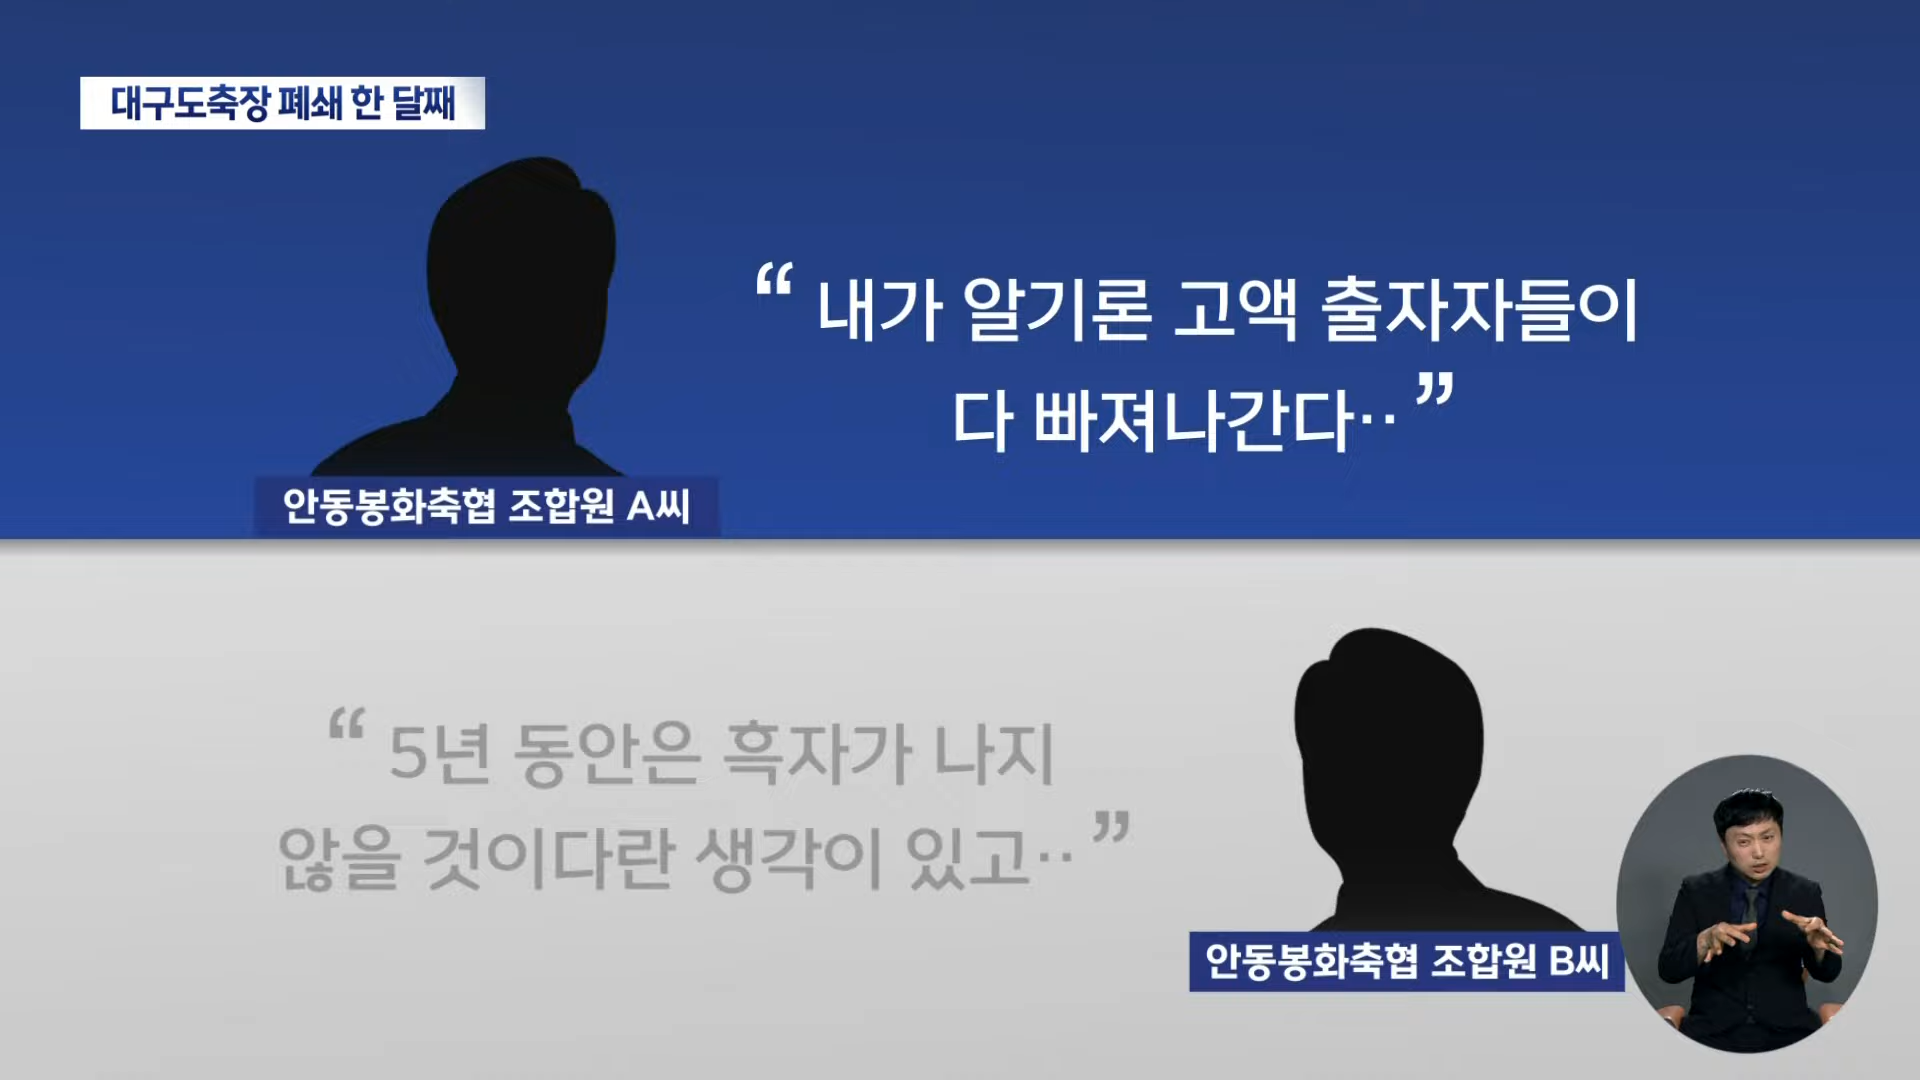 대구도축장 폐쇄 한 달째
“ 내가 알기론 고액 출자자들이
다 빠져나간다·· ”
안동봉화축협 조합원 A씨
“ 5년 동안은 흑자가 나지
않을 것이다란 생각이 있고·· ”
안동봉화축협 조합원 B씨